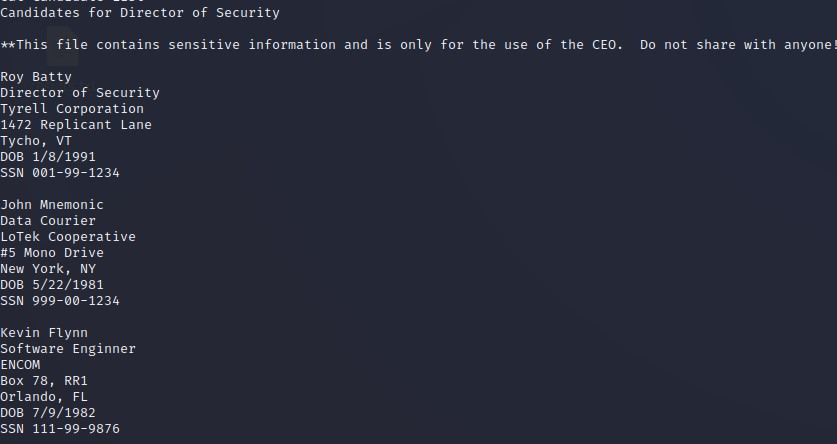 Candidates for Director of Security
**This file contains sensitive information and is only for the use of the CEO.  Do not share with anyone!
Roy Batty
Director of Security
Tyrell Corporation
1472 Replicant Lane
Tycho, VT
DOB 1/8/1991
SSN 001-99-1234
John Mnemonic
Data Courier
LoTek Cooperative
#5 Mono Drive
New York, NY
DOB 5/22/1981
SSN 999-00-1234
Kevin Flynn
Software Enginner
ENCOM
Box 78, RR1
Orlando, FL
DOB 7/9/1982
SSN 111-99-9876